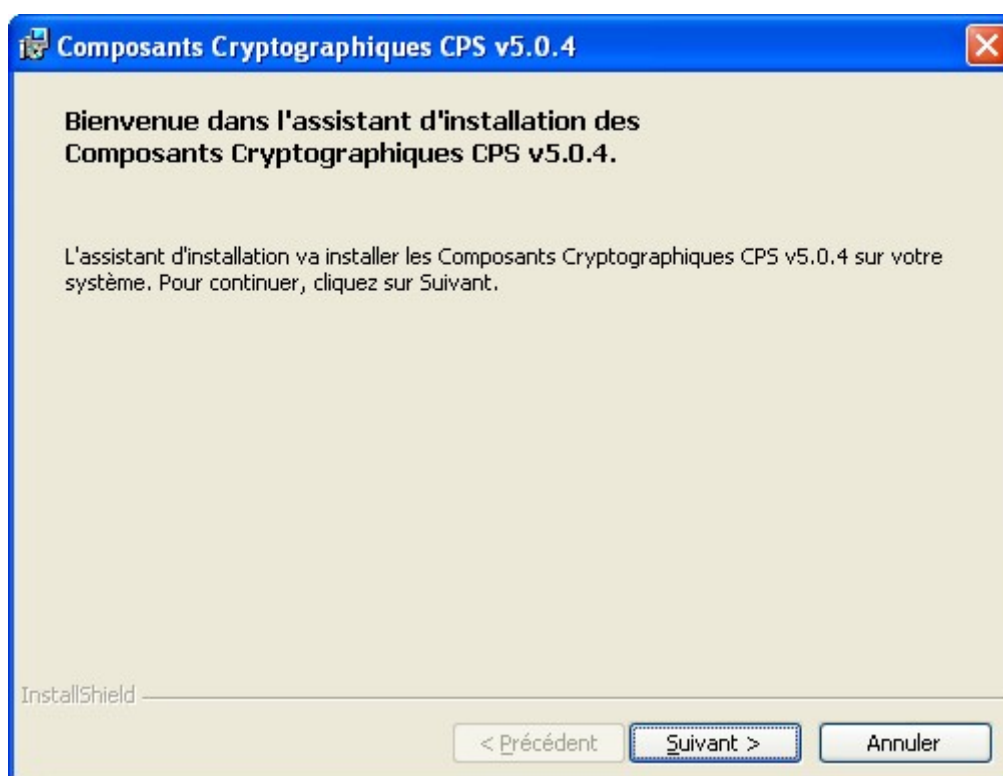 Composants Cryptographiques CPS v5.0.4
Bienvenue dans l'assistant d'installation des
Composants Cryptographiques CPS v5.0.4.
L'assistant d'installation va installer les Composants Cryptographiques CPS v5.0.4 sur votre
système. Pour continuer, cliquez sur Suivant.
InstallShield
< Précédent Suivant > Annuler